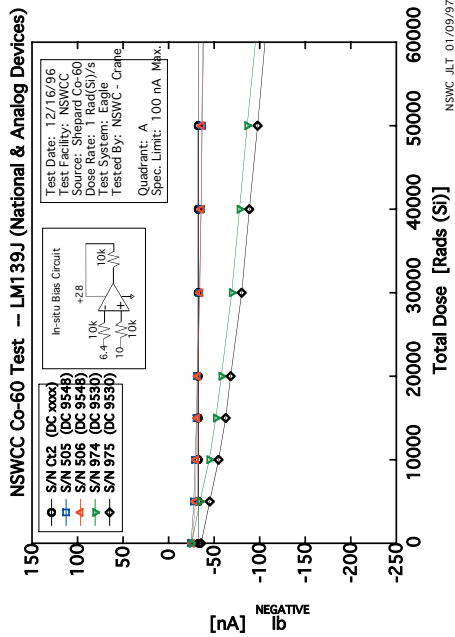 NSWCC Co-60 Test -- LM139J (National & Analog Devices)
S/N Ct2 (DC xxxx)
S/N 505 (DC 9548)
S/N 506 (DC 9548)
S/N 974 (DC 9530)
S/N 975 (DC 9530)
In-situ Bias Circuit
+28
6.4
10k
10k
10
10k
Test Date: 12/16/96
Test Facility: NSWCC
Source: Shepard Co-60
Dose Rate: 1 Rad(Si)/s
Test System: Eagle
Tested By: NSWC - Crane
Quadrant: A
Spec. Limit: 100 nA Max.
150
100
50
0
-50
-100
-150
-200
-250
[nA] Ib NEGATIVE
0
10000
20000
30000
40000
50000
60000
Total Dose [Rads (Si)]
NSWC JLT 01/09/97